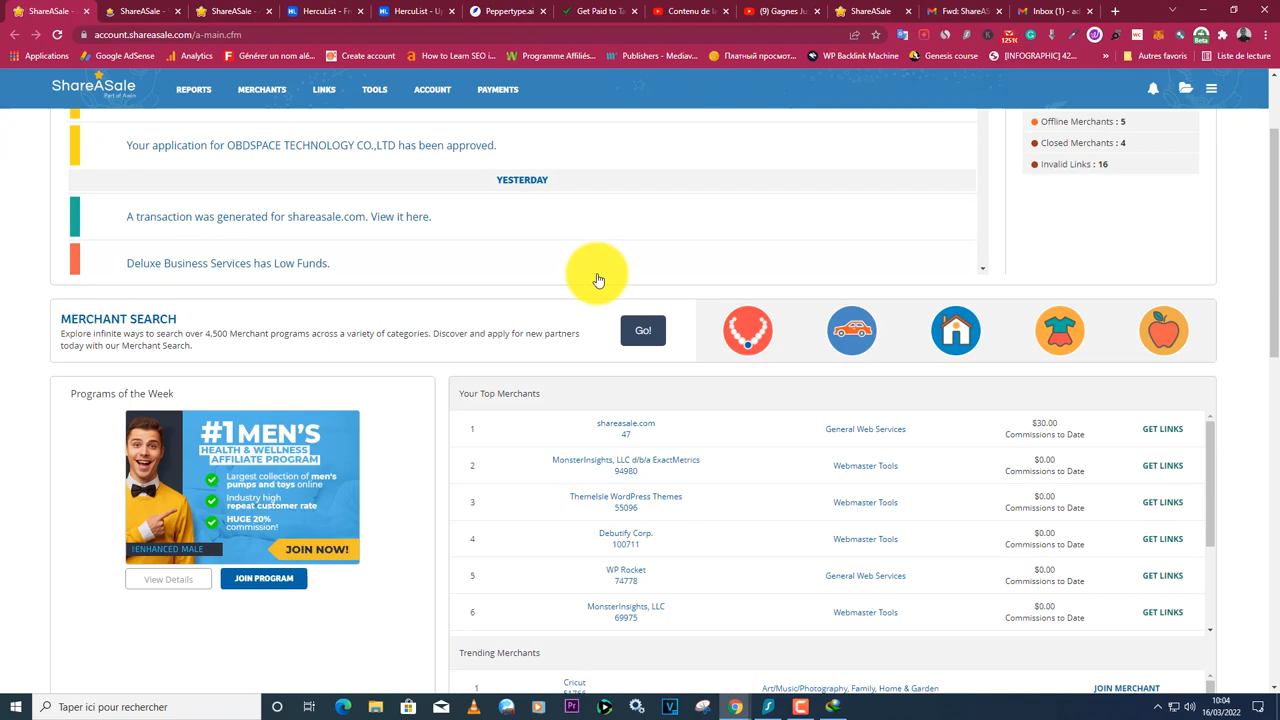 ShareASale - F
ShareASale - S
ShareASale - S
HercuList - Fr
HercuList - Up
Peppertype.ai
Get Paid to Ta
Contenu de la
(9) Gagnes Jus
ShareASale
Fwd: ShareAS
Inbox (1) - ad
account.shareasale.com/a-main.cfm
Applications
Google AdSense
Analytics
Générer un nom al...
Create account
How to Learn SEO i...
Programme Affiliés...
Publishers - Mediav...
Платный просмот...
WP Backlink Machine
Genesis course
[INFOGRAPHIC] 42...
»
Autres favoris
Liste de lecture
ShareASale
Part of Awin
REPORTS
MERCHANTS
LINKS
TOOLS
ACCOUNT
PAYMENTS
Your application for OBDSPACE TECHNOLOGY CO.,LTD has been approved.
YESTERDAY
A transaction was generated for shareasale.com. View it here.
Deluxe Business Services has Low Funds.
Offline Merchants : 5
Closed Merchants : 4
Invalid Links : 16
MERCHANT SEARCH
Explore infinite ways to search over 4,500 Merchant programs across a variety of categories. Discover and apply for new partners
today with our Merchant Search.
Go!
Programs of the Week
#1 MEN'S
HEALTH & WELLNESS
AFFILIATE PROGRAM
Largest collection of men's
pumps and toys online
Industry high
repeat customer rate
HUGE 20%
commission!
ENHANCED MALE
JOIN NOW!
View Details
JOIN PROGRAM
Your Top Merchants
1 shareasale.com General Web Services $30.00 GET LINKS
47 Commissions to Date
2 MonsterInsights, LLC d/b/a ExactMetrics Webmaster Tools $0.00 GET LINKS
94980 Commissions to Date
3 ThemeIsle WordPress Themes Webmaster Tools $0.00 GET LINKS
55096 Commissions to Date
4 Debutify Corp. Webmaster Tools $0.00 GET LINKS
100711 Commissions to Date
5 WP Rocket General Web Services $0.00 GET LINKS
74778 Commissions to Date
6 MonsterInsights, LLC Webmaster Tools $0.00 GET LINKS
69975 Commissions to Date
Trending Merchants
1 Cricut Art/Music/Photography, Family, Home & Garden JOIN MERCHANT
Taper ici pour rechercher
10:04
16/03/2022